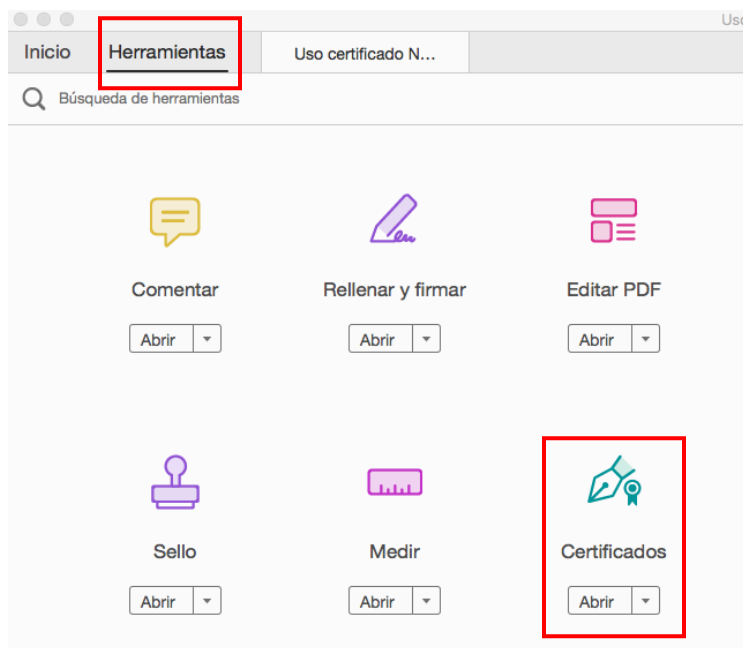 Uso
Inicio Herramientas Uso certificado N...
Búsqueda de herramientas
Comentar Rellenar y firmar Editar PDF
Abrir Abrir Abrir
Sello Medir Certificados
Abrir Abrir Abrir